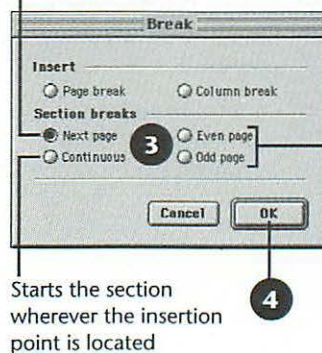 Break
Insert
Page break
Column break
Section breaks
Next page
3
Even page
Continuous
Odd page
Cancel
OK
Starts the section
4
wherever the insertion
point is located